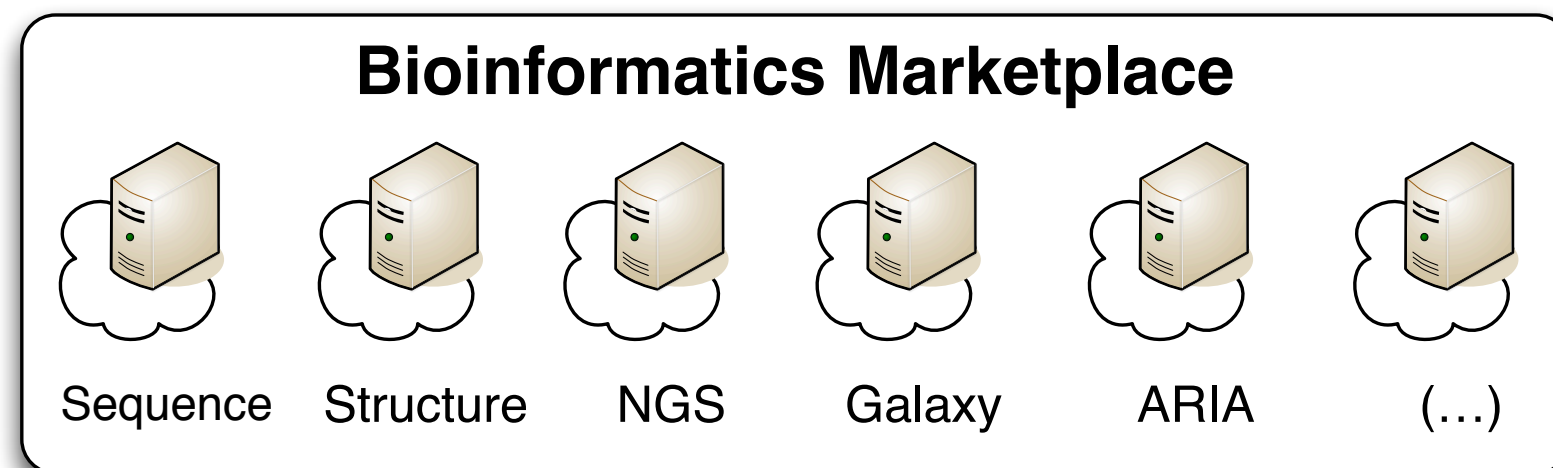 Bioinformatics Marketplace
Sequence Structure NGS Galaxy ARIA (…)